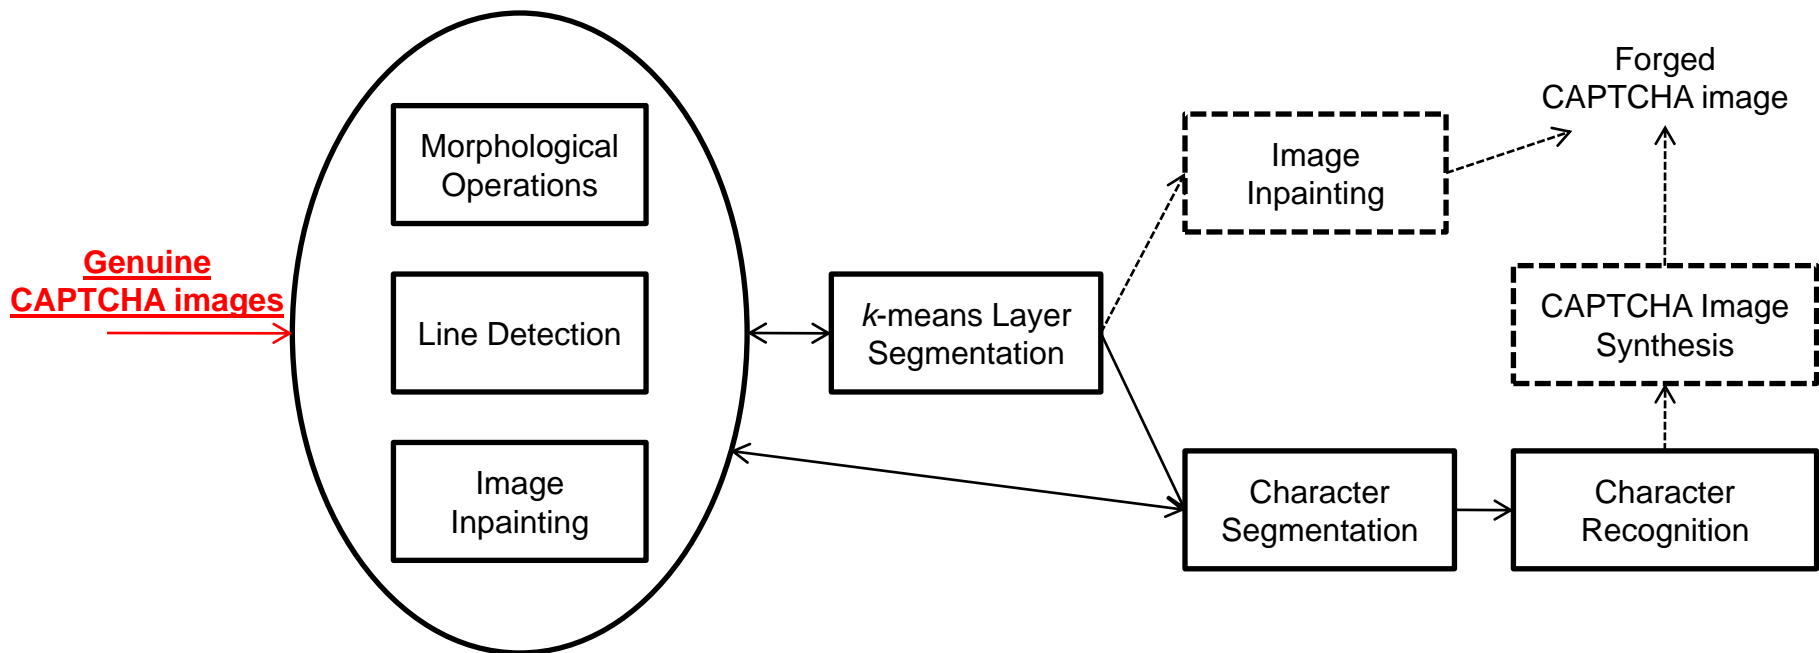 Genuine
CAPTCHA images
Morphological
Operations
Line Detection
Image
Inpainting
k-means Layer
Segmentation
Image
Inpainting
Forged
CAPTCHA image
CAPTCHA Image
Synthesis
Character
Segmentation
Character
Recognition